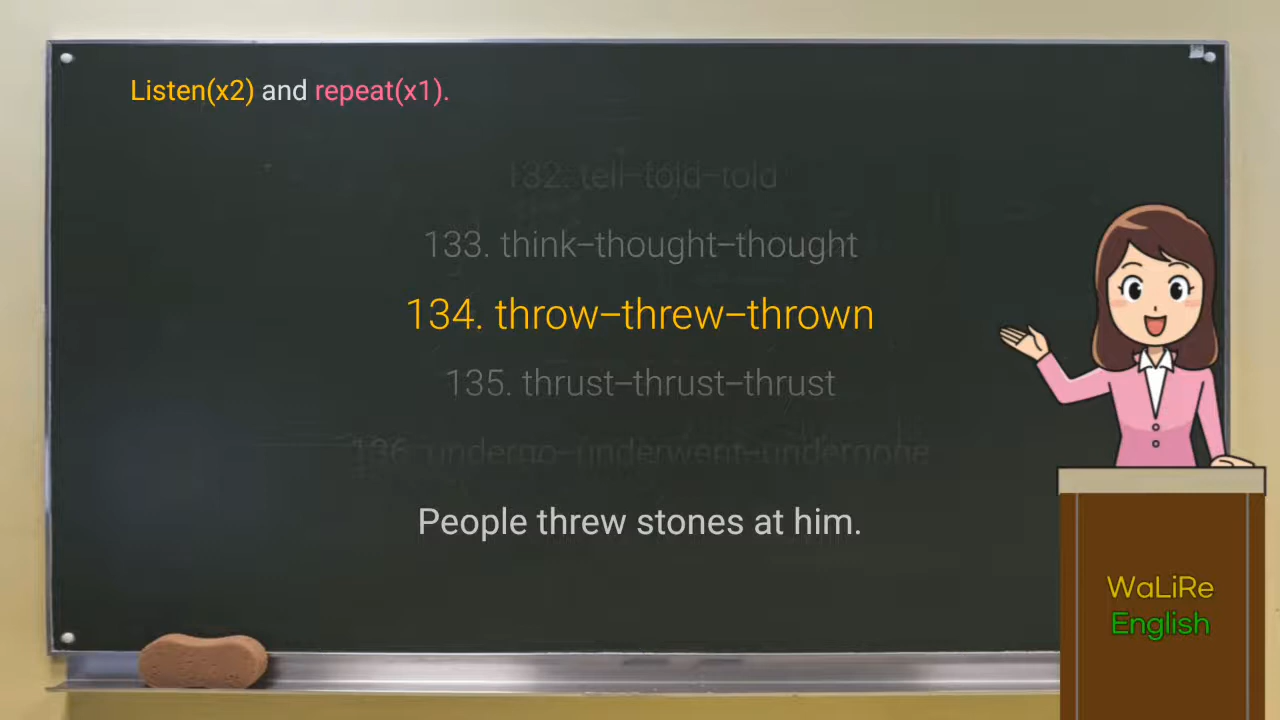 Listen(x2) and repeat(x1).
132. tell–told–told
133. think–thought–thought
134. throw–threw–thrown
135. thrust–thrust–thrust
136. undergo–underwent–undergone
People threw stones at him.
WaLiRe
English